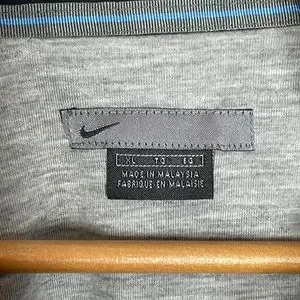 XL TG EG
MADE IN MALAYSIA
FABRIQUE EN MALAISIE